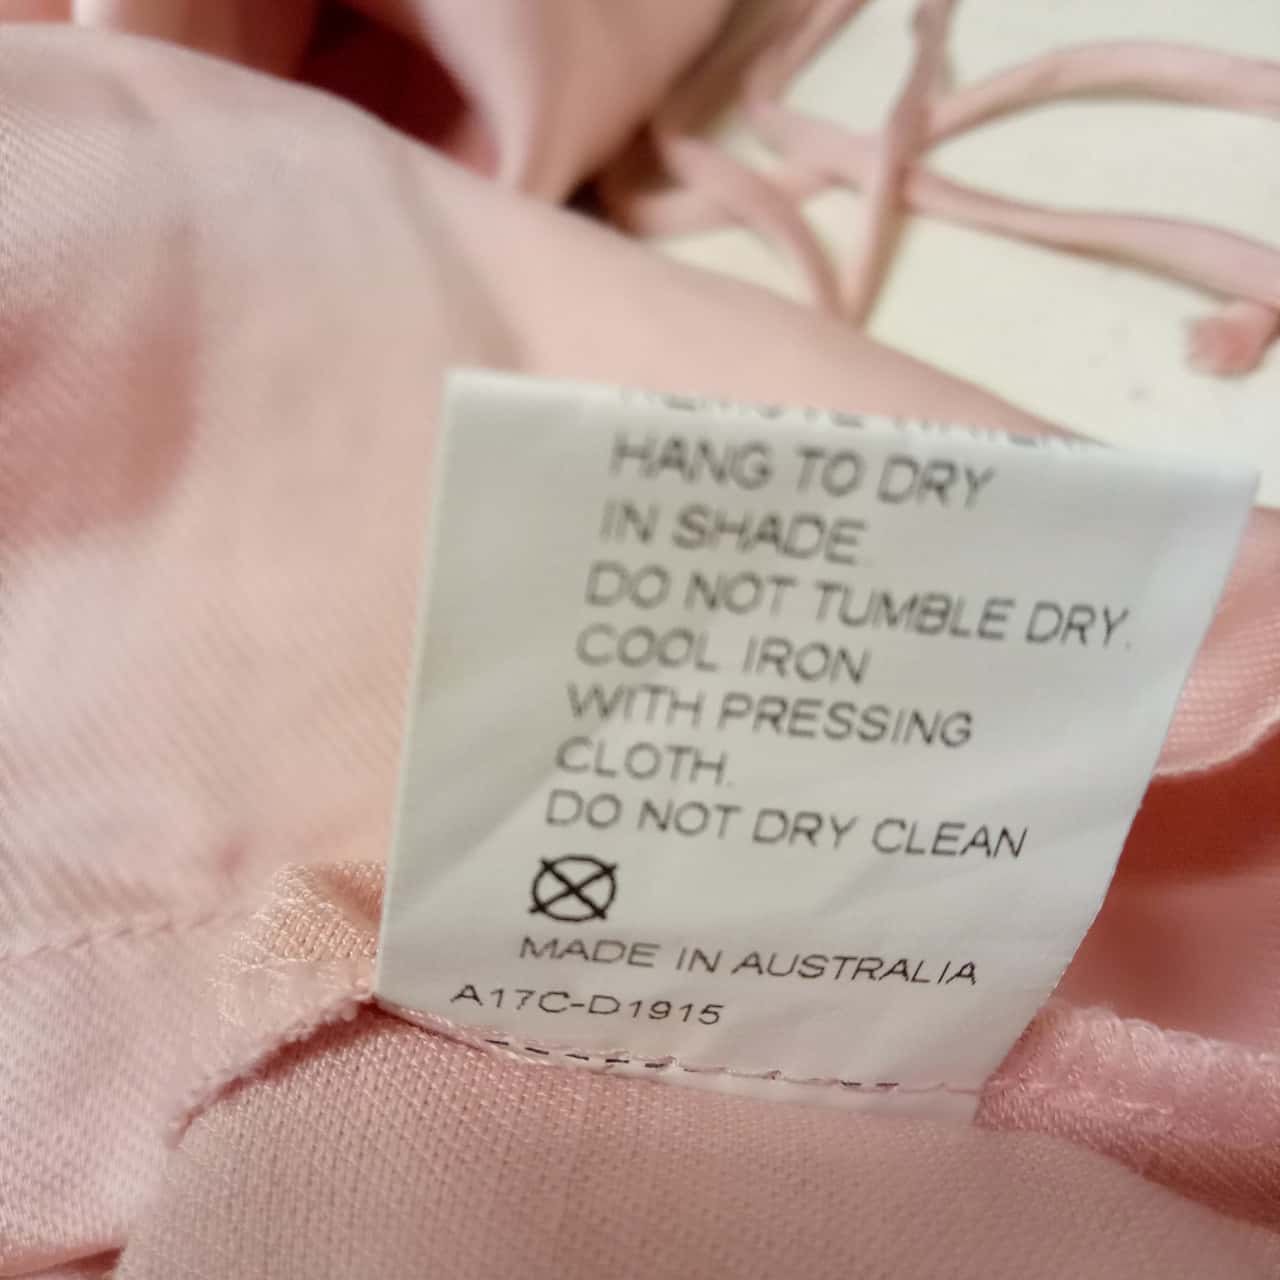 HANG TO DRY
IN SHADE.
DO NOT TUMBLE DRY.
COOL IRON
WITH PRESSING
CLOTH.
DO NOT DRY CLEAN
MADE IN AUSTRALIA
A17C-D1915